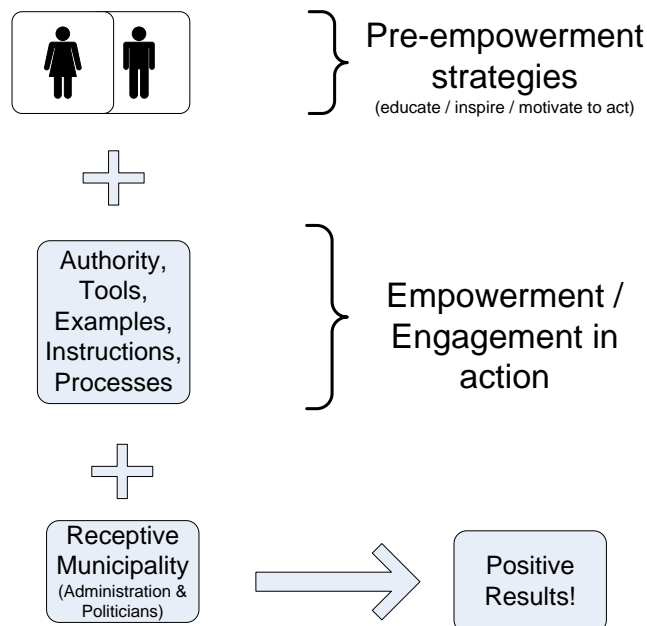 Pre-empowerment
strategies
(educate / inspire / motivate to act)
Authority,
Tools,
Examples,
Instructions,
Processes
Empowerment /
Engagement in
action
Receptive
Municipality
(Administration &
Politicians)
Positive
Results!